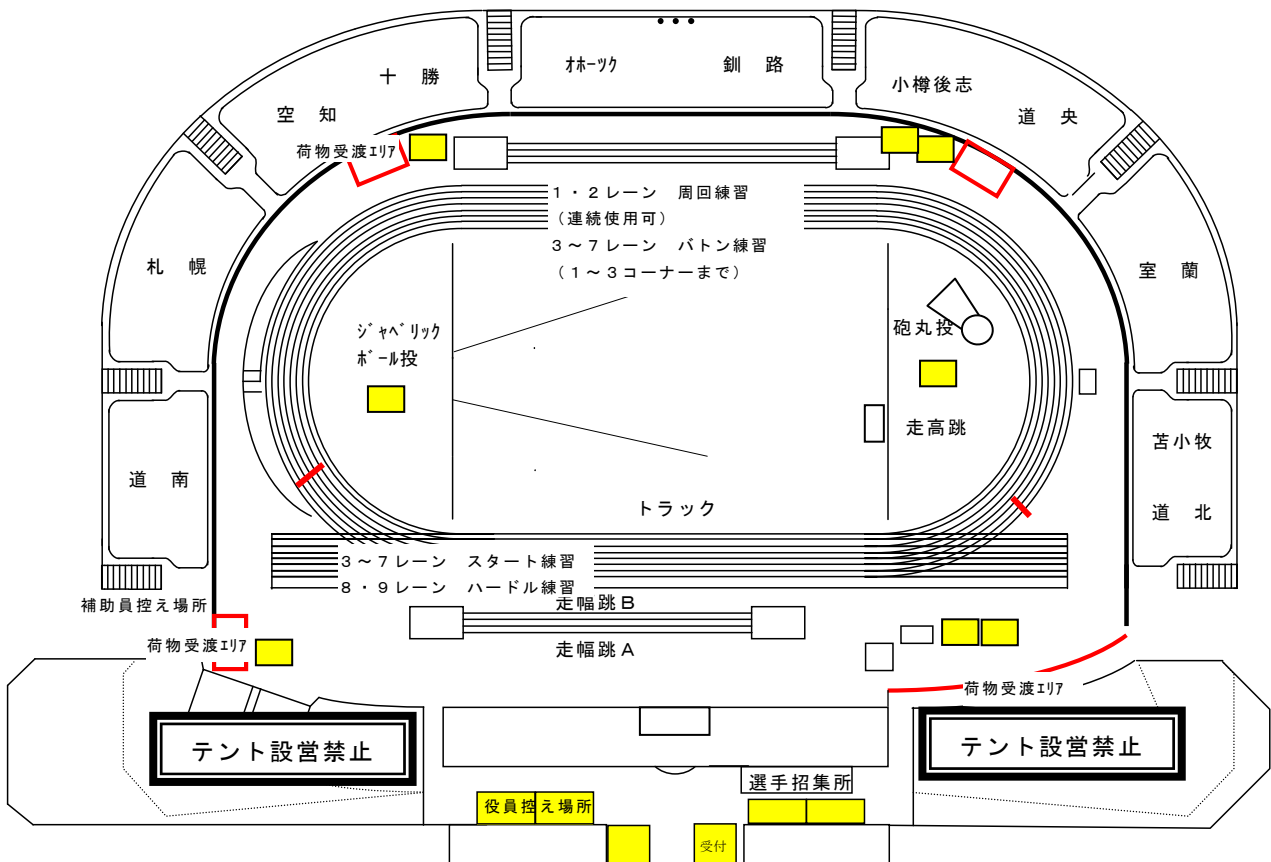 オホーツク　釧　路
十　勝
小樽後志
空　知
道　央
荷物受渡エリア
１・２レーン　周回練習
（連続使用可）
３～７レーン　バトン練習
（１～３コーナーまで）
札　幌
室　蘭
ジャベリック
ボール投
砲丸投
走高跳
苫小牧
道　南
道　北
トラック
３～７レーン　スタート練習
８・９レーン　ハードル練習
補助員控え場所
走幅跳Ｂ
荷物受渡エリア
走幅跳Ａ
荷物受渡エリア
テント設営禁止
テント設営禁止
選手招集所
役員控え場所
受付